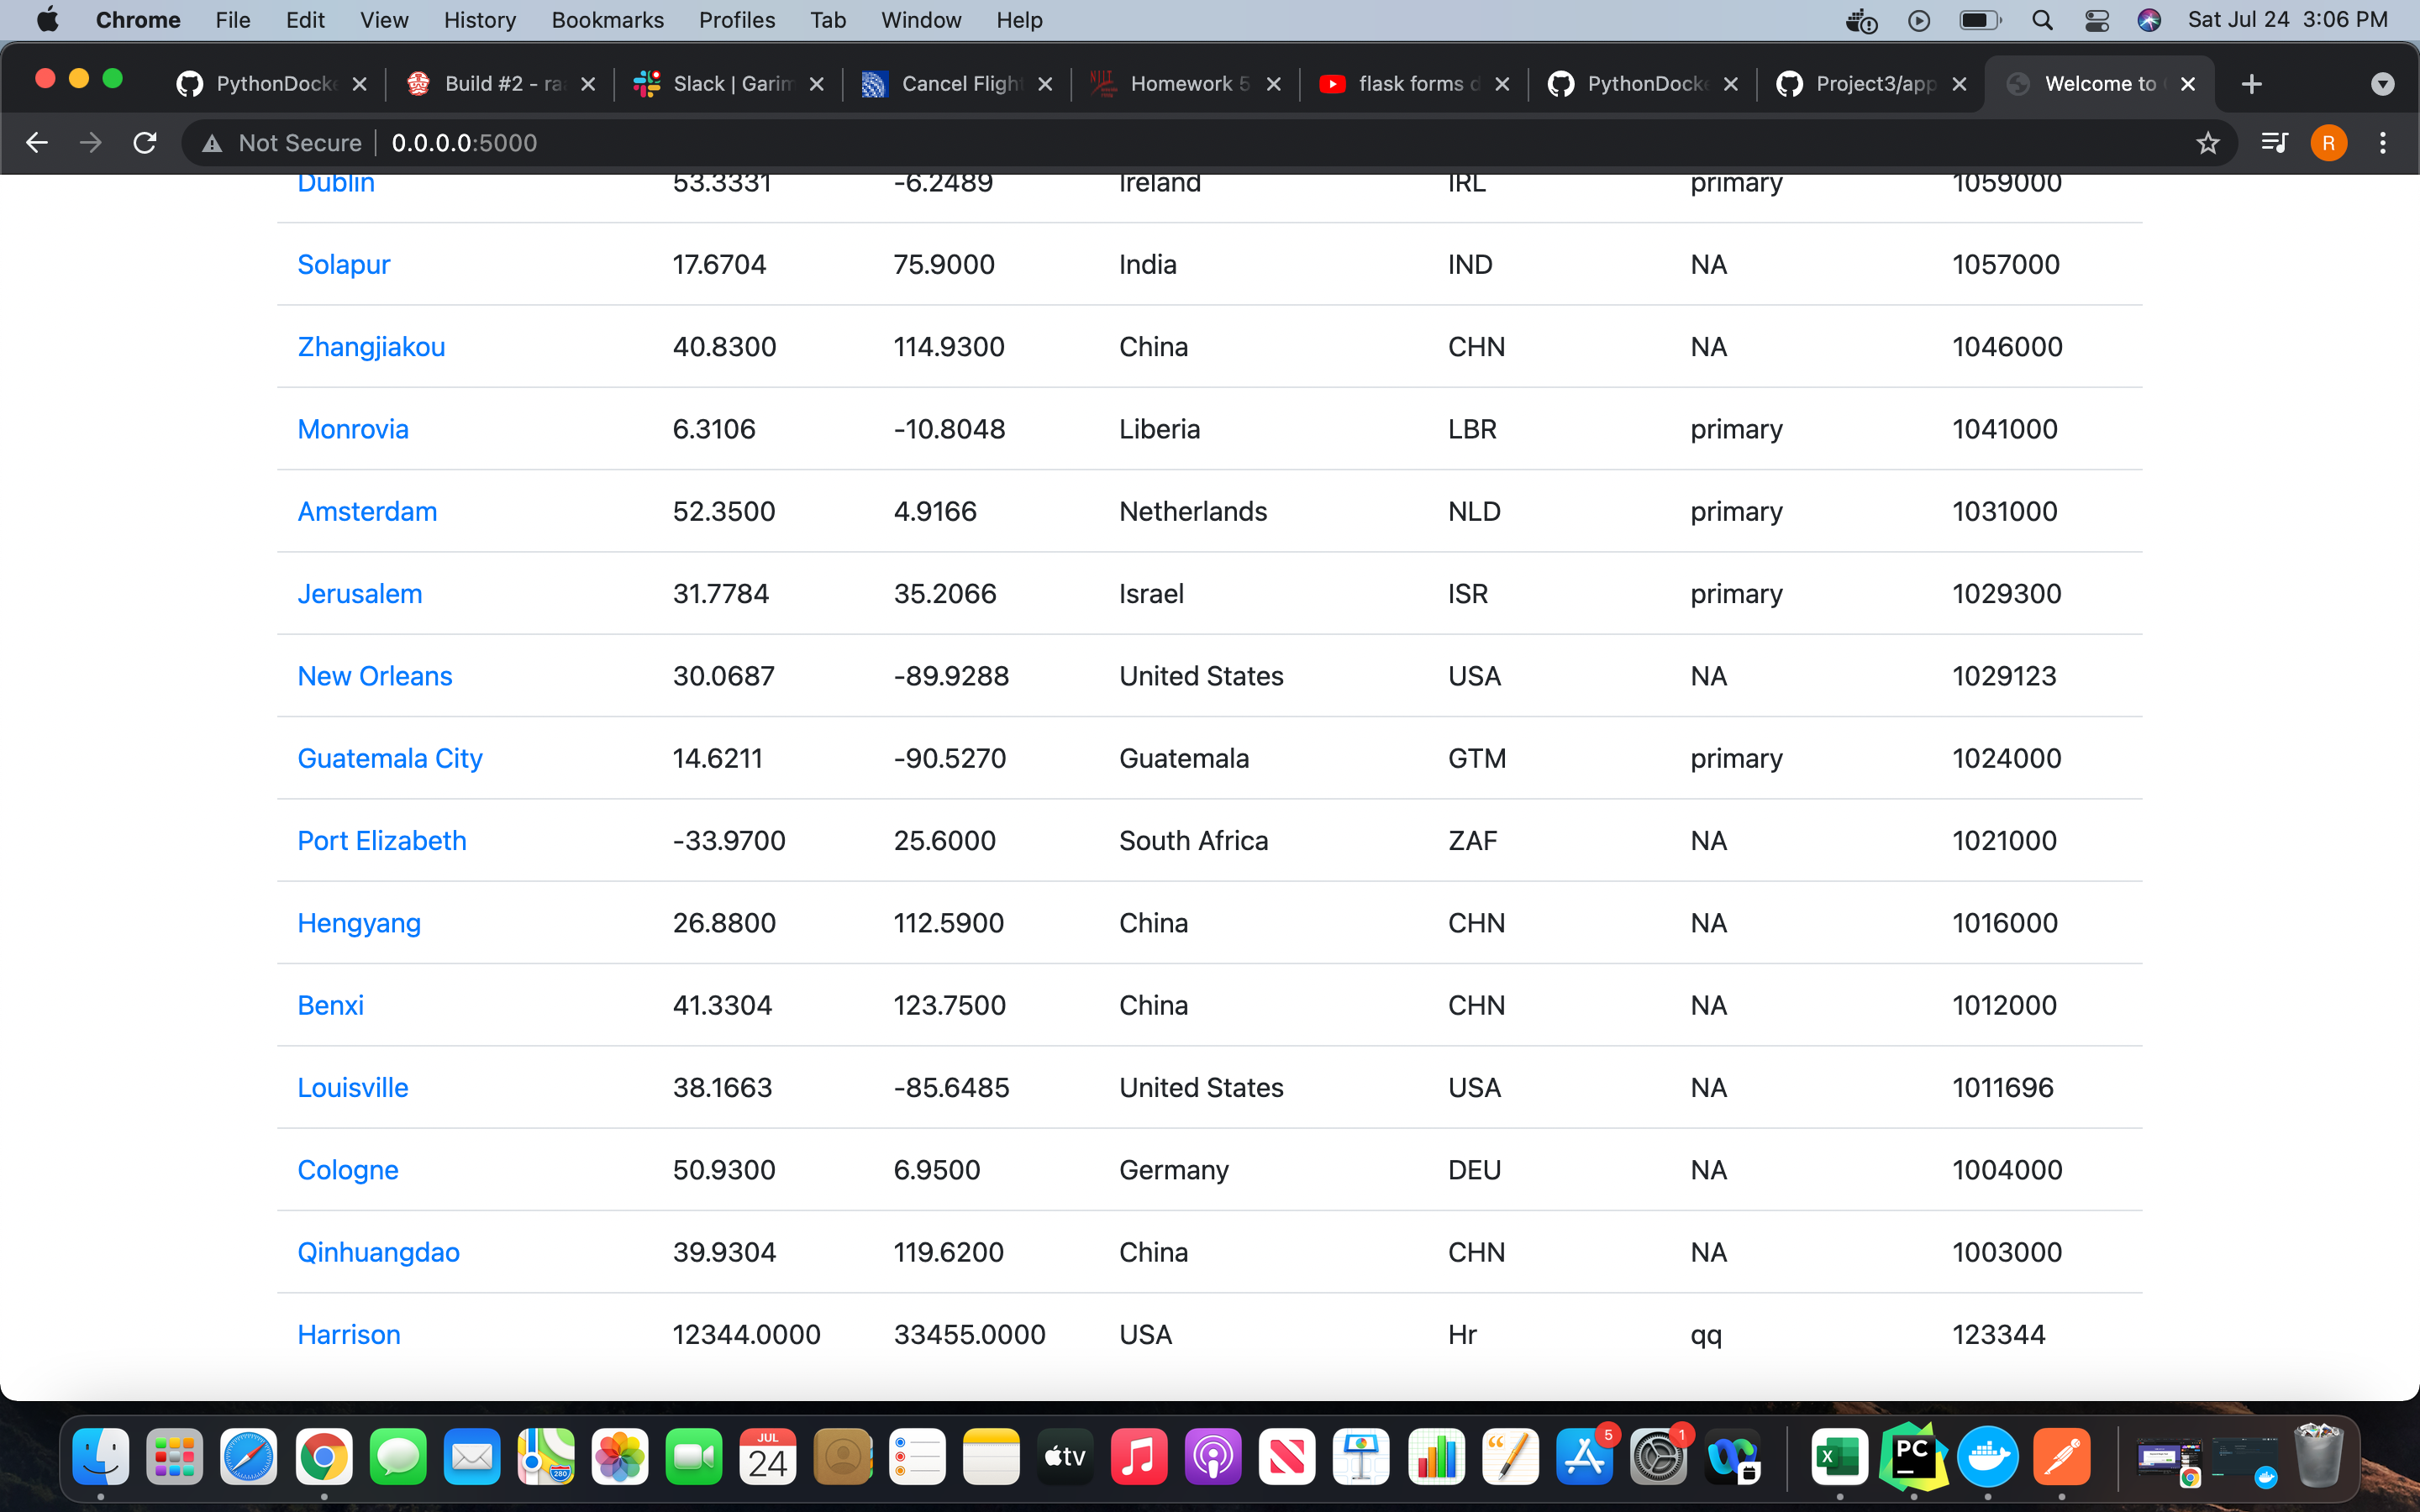 Chrome File Edit View History Bookmarks Profiles Tab Window Help Sat Jul 24 3:06 PM
PythonDocke Build #2 - ra Slack | Garim Cancel Fligh Homework 5 flask forms d PythonDocke Project3/app Welcome to
Not Secure 0.0.0.0:5000 R
Dublin 53.3331 -6.2489 Ireland IRL primary 1059000
Solapur 17.6704 75.9000 India IND NA 1057000
Zhangjiakou 40.8300 114.9300 China CHN NA 1046000
Monrovia 6.3106 -10.8048 Liberia LBR primary 1041000
Amsterdam 52.3500 4.9166 Netherlands NLD primary 1031000
Jerusalem 31.7784 35.2066 Israel ISR primary 1029300
New Orleans 30.0687 -89.9288 United States USA NA 1029123
Guatemala City 14.6211 -90.5270 Guatemala GTM primary 1024000
Port Elizabeth -33.9700 25.6000 South Africa ZAF NA 1021000
Hengyang 26.8800 112.5900 China CHN NA 1016000
Benxi 41.3304 123.7500 China CHN NA 1012000
Louisville 38.1663 -85.6485 United States USA NA 1011696
Cologne 50.9300 6.9500 Germany DEU NA 1004000
Qinhuangdao 39.9304 119.6200 China CHN NA 1003000
Harrison 12344.0000 33455.0000 USA Hr qq 123344
280 JUL 24 tv 5 1 X PC